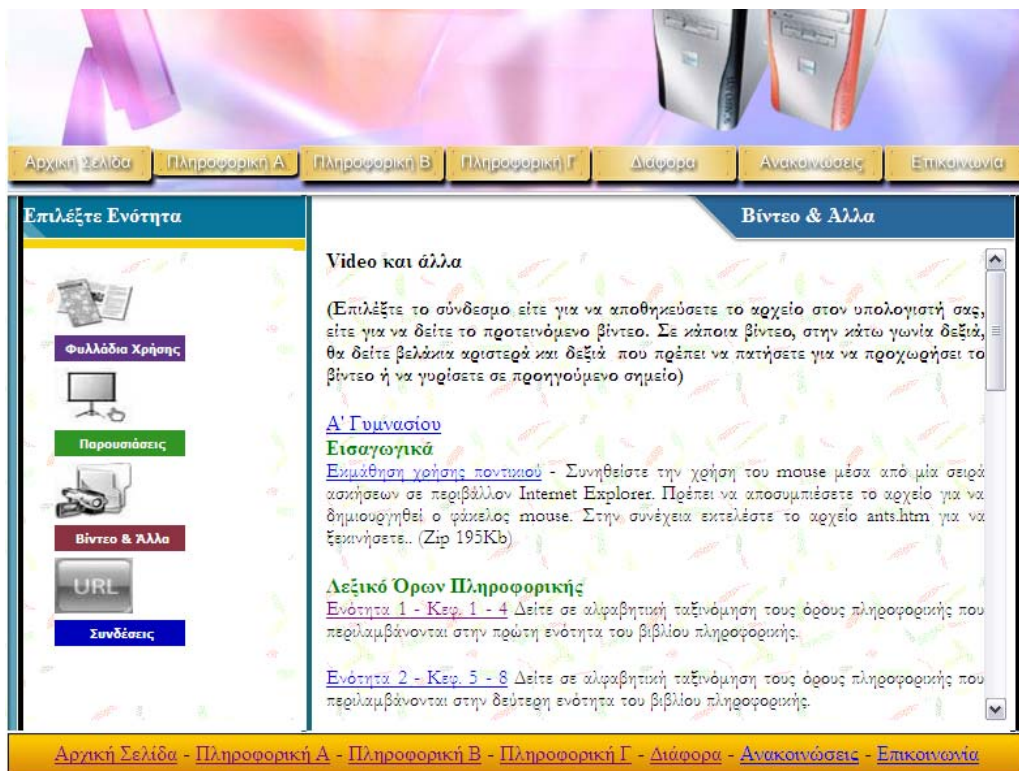 Αρχική Σελίδα Πληροφορική Α Πληροφορική Β Πληροφορική Γ Διάφορα Ανακοινώσεις Επικοινωνία
Επιλέξτε Ενότητα
Φυλλάδια Χρήσης
Παρουσιάσεις
Βίντεο & Άλλα
URL
Συνδέσεις
Βίντεο & Άλλα
Video και άλλα
(Επιλέξτε το σύνδεσμο είτε για να αποθηκεύσετε το αρχείο στον υπολογιστή σας,
είτε για να δείτε το προτεινόμενο βίντεο. Σε κάποια βίντεο, στην κάτω γωνία δεξιά,
θα δείτε βελάκια αριστερά και δεξιά που πρέπει να πατήσετε για να προχωρήσει το
βίντεο ή να γυρίσετε σε προηγούμενο σημείο)
Α' Γυμνασίου
Εισαγωγικά
Εκμάθηση χρήσης ποντικιού - Συνηθείστε την χρήση του mouse μέσα από μία σειρά
ασκήσεων σε περιβάλλον Internet Explorer. Πρέπει να αποσυμπιέσετε το αρχείο για να
δημιουργηθεί ο φάκελος mouse. Στην συνέχεια εκτελέστε το αρχείο ants.htm για να
ξεκινήσετε.. (Zip 195Kb)
Λεξικό Όρων Πληροφορικής
Ενότητα 1 - Κεφ. 1 - 4 Δείτε σε αλφαβητική ταξινόμηση τους όρους πληροφορικής που
περιλαμβάνονται στην πρώτη ενότητα του βιβλίου πληροφορικής.
Ενότητα 2 - Κεφ. 5 - 8 Δείτε σε αλφαβητική ταξινόμηση τους όρους πληροφορικής που
περιλαμβάνονται στην δεύτερη ενότητα του βιβλίου πληροφορικής.
Αρχική Σελίδα - Πληροφορική Α - Πληροφορική Β - Πληροφορική Γ - Διάφορα - Ανακοινώσεις - Επικοινωνία